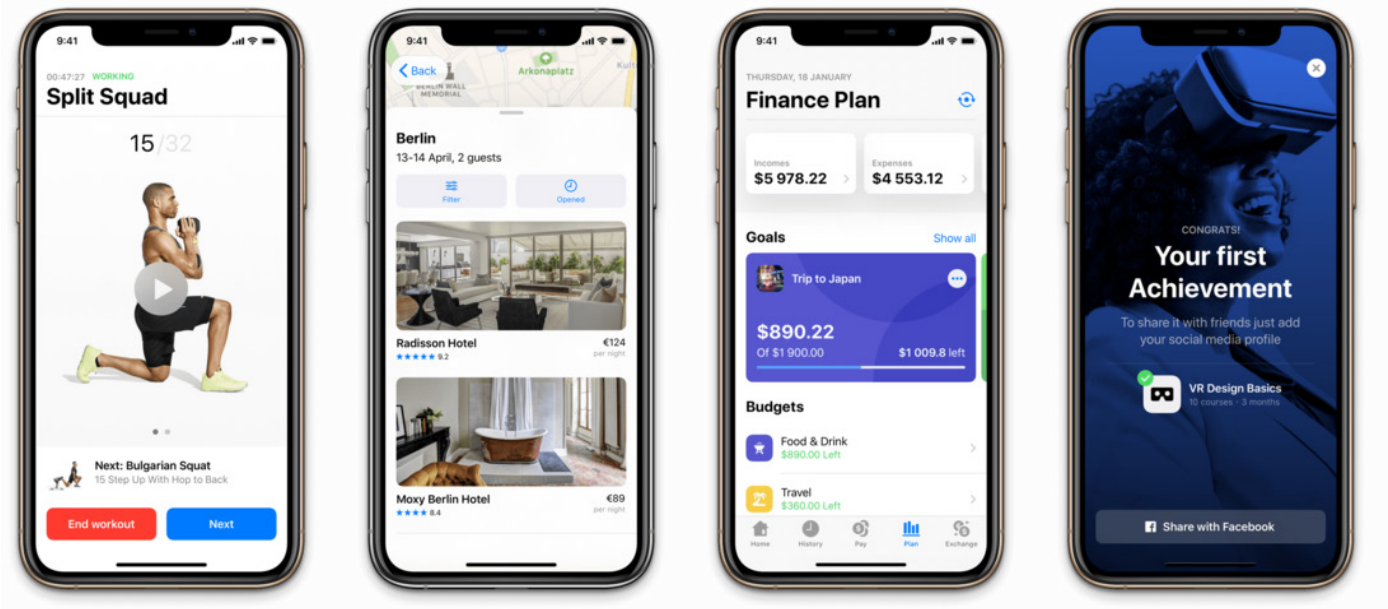 9:41
00:47:27 WORKING
Split Squad
15/32
Next: Bulgarian Squat
15 Step Up With Hop to Back
End workout
Next
9:41
Back
Arkonaplatz
Kult
BERLIN WALL
MEMORIAL
Berlin
13-14 April, 2 guests
Filter
Opened
Radisson Hotel
€124
9.2
per night
Moxy Berlin Hotel
€89
8.4
per night
9:41
THURSDAY, 18 JANUARY
Finance Plan
Incomes
$5 978.22
Expenses
$4 553.12
Goals
Show all
Trip to Japan
$890.22
Of $1 900.00
$1 009.8 left
Budgets
Food & Drink
$890.00 Left
Travel
$360.00 Left
Home
History
Pay
Plan
Exchange
CONGRATS!
Your first
Achievement
To share it with friends just add
your social media profile
VR Design Basics
10 courses - 3 months
Share with Facebook